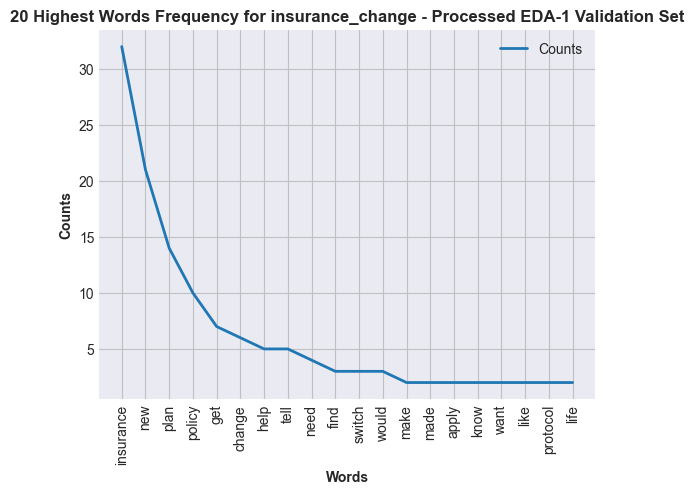 20 Highest Words Frequency for insurance_change - Processed EDA-1 Validation Set
Counts
Counts
30
25
20
15
10
5
insurance
new
plan
policy
get
change
help
tell
need
find
switch
would
make
made
apply
know
want
like
protocol
life
Words